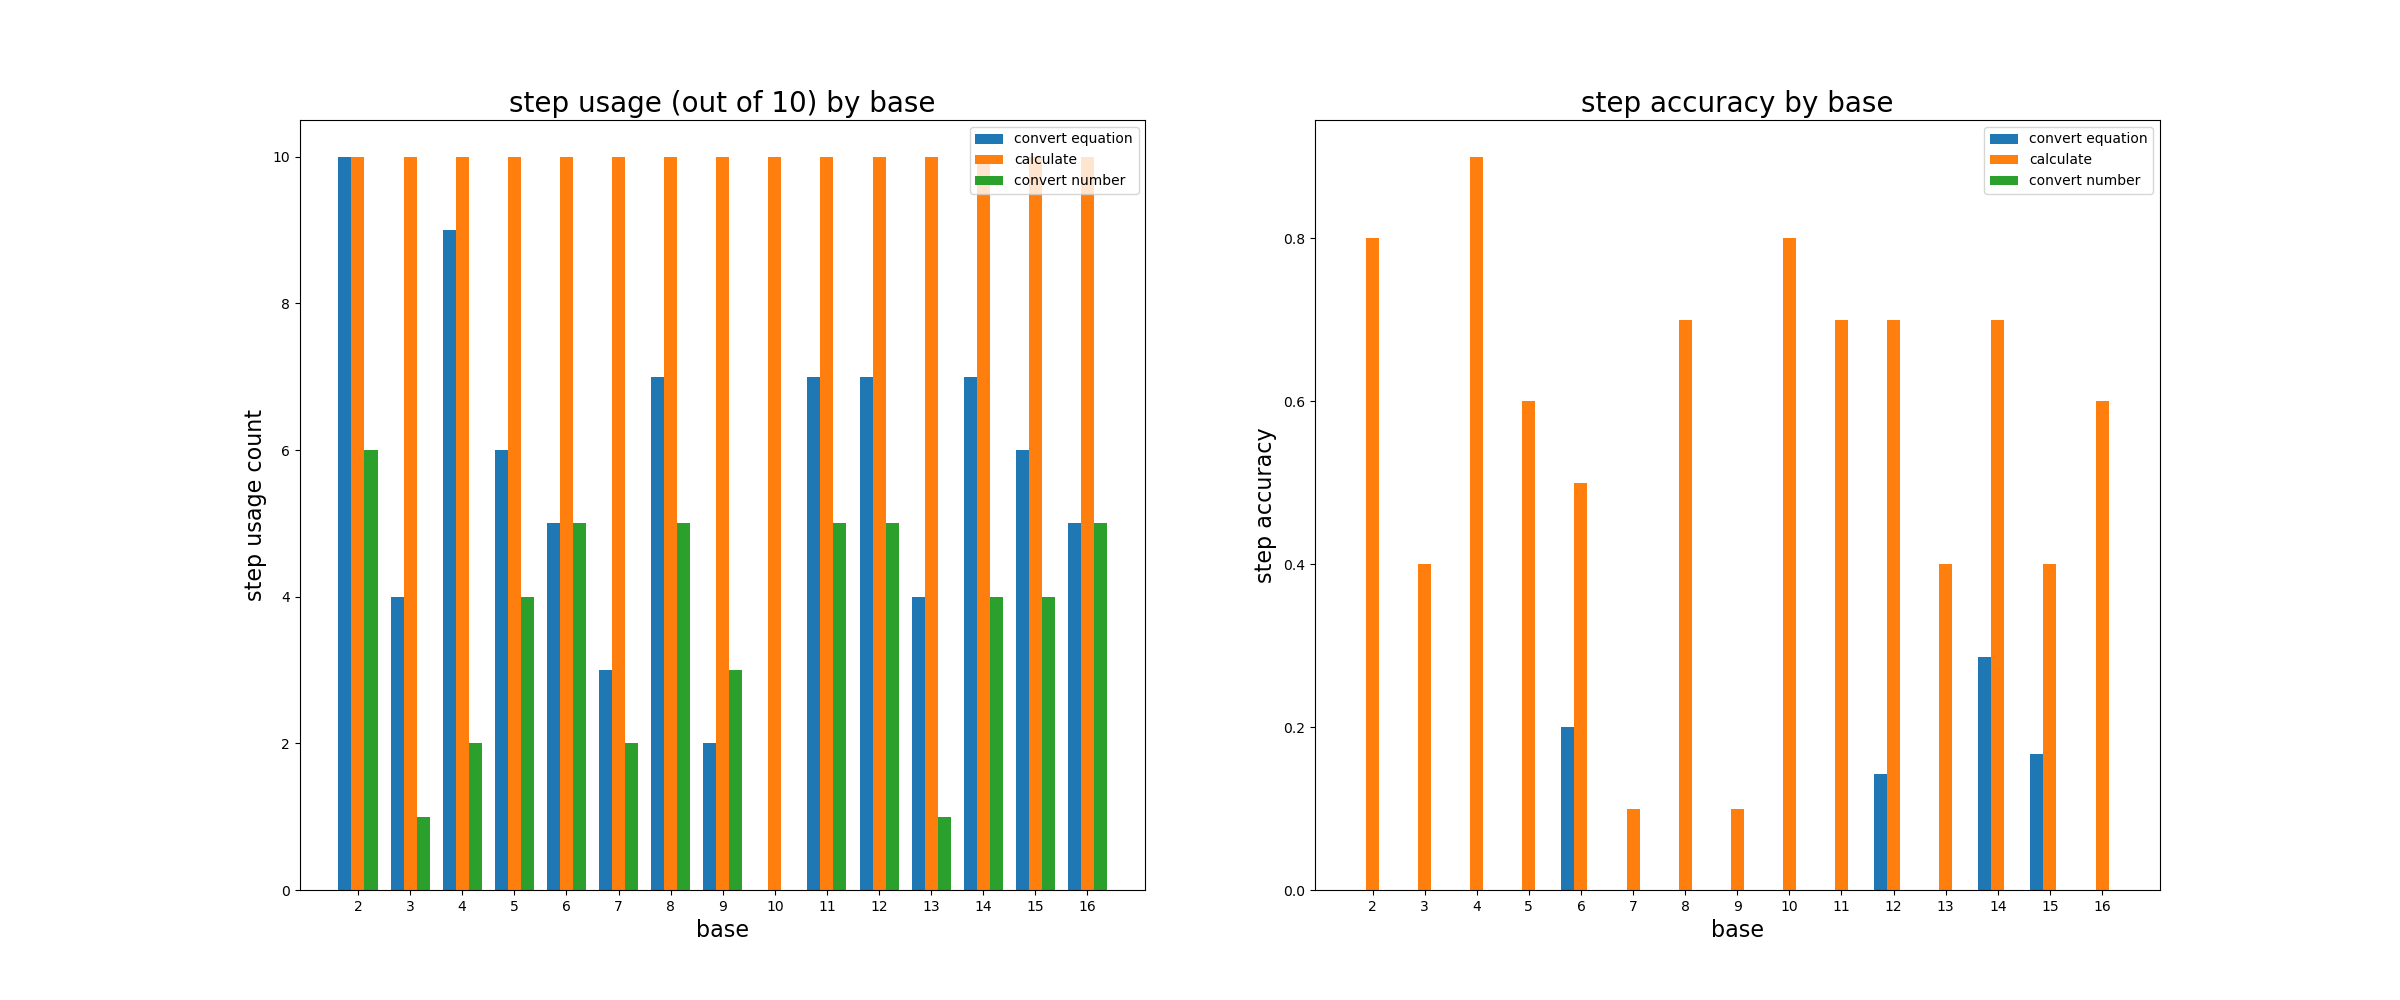 step usage (out of 10) by base
convert equation
calculate
convert number
10
8
6
4
2
0
step usage count
2 3 4 5 6 7 8 9 10 11 12 13 14 15 16
base
step accuracy by base
convert equation
calculate
convert number
0.8
0.6
0.4
0.2
0.0
step accuracy
2 3 4 5 6 7 8 9 10 11 12 13 14 15 16
base